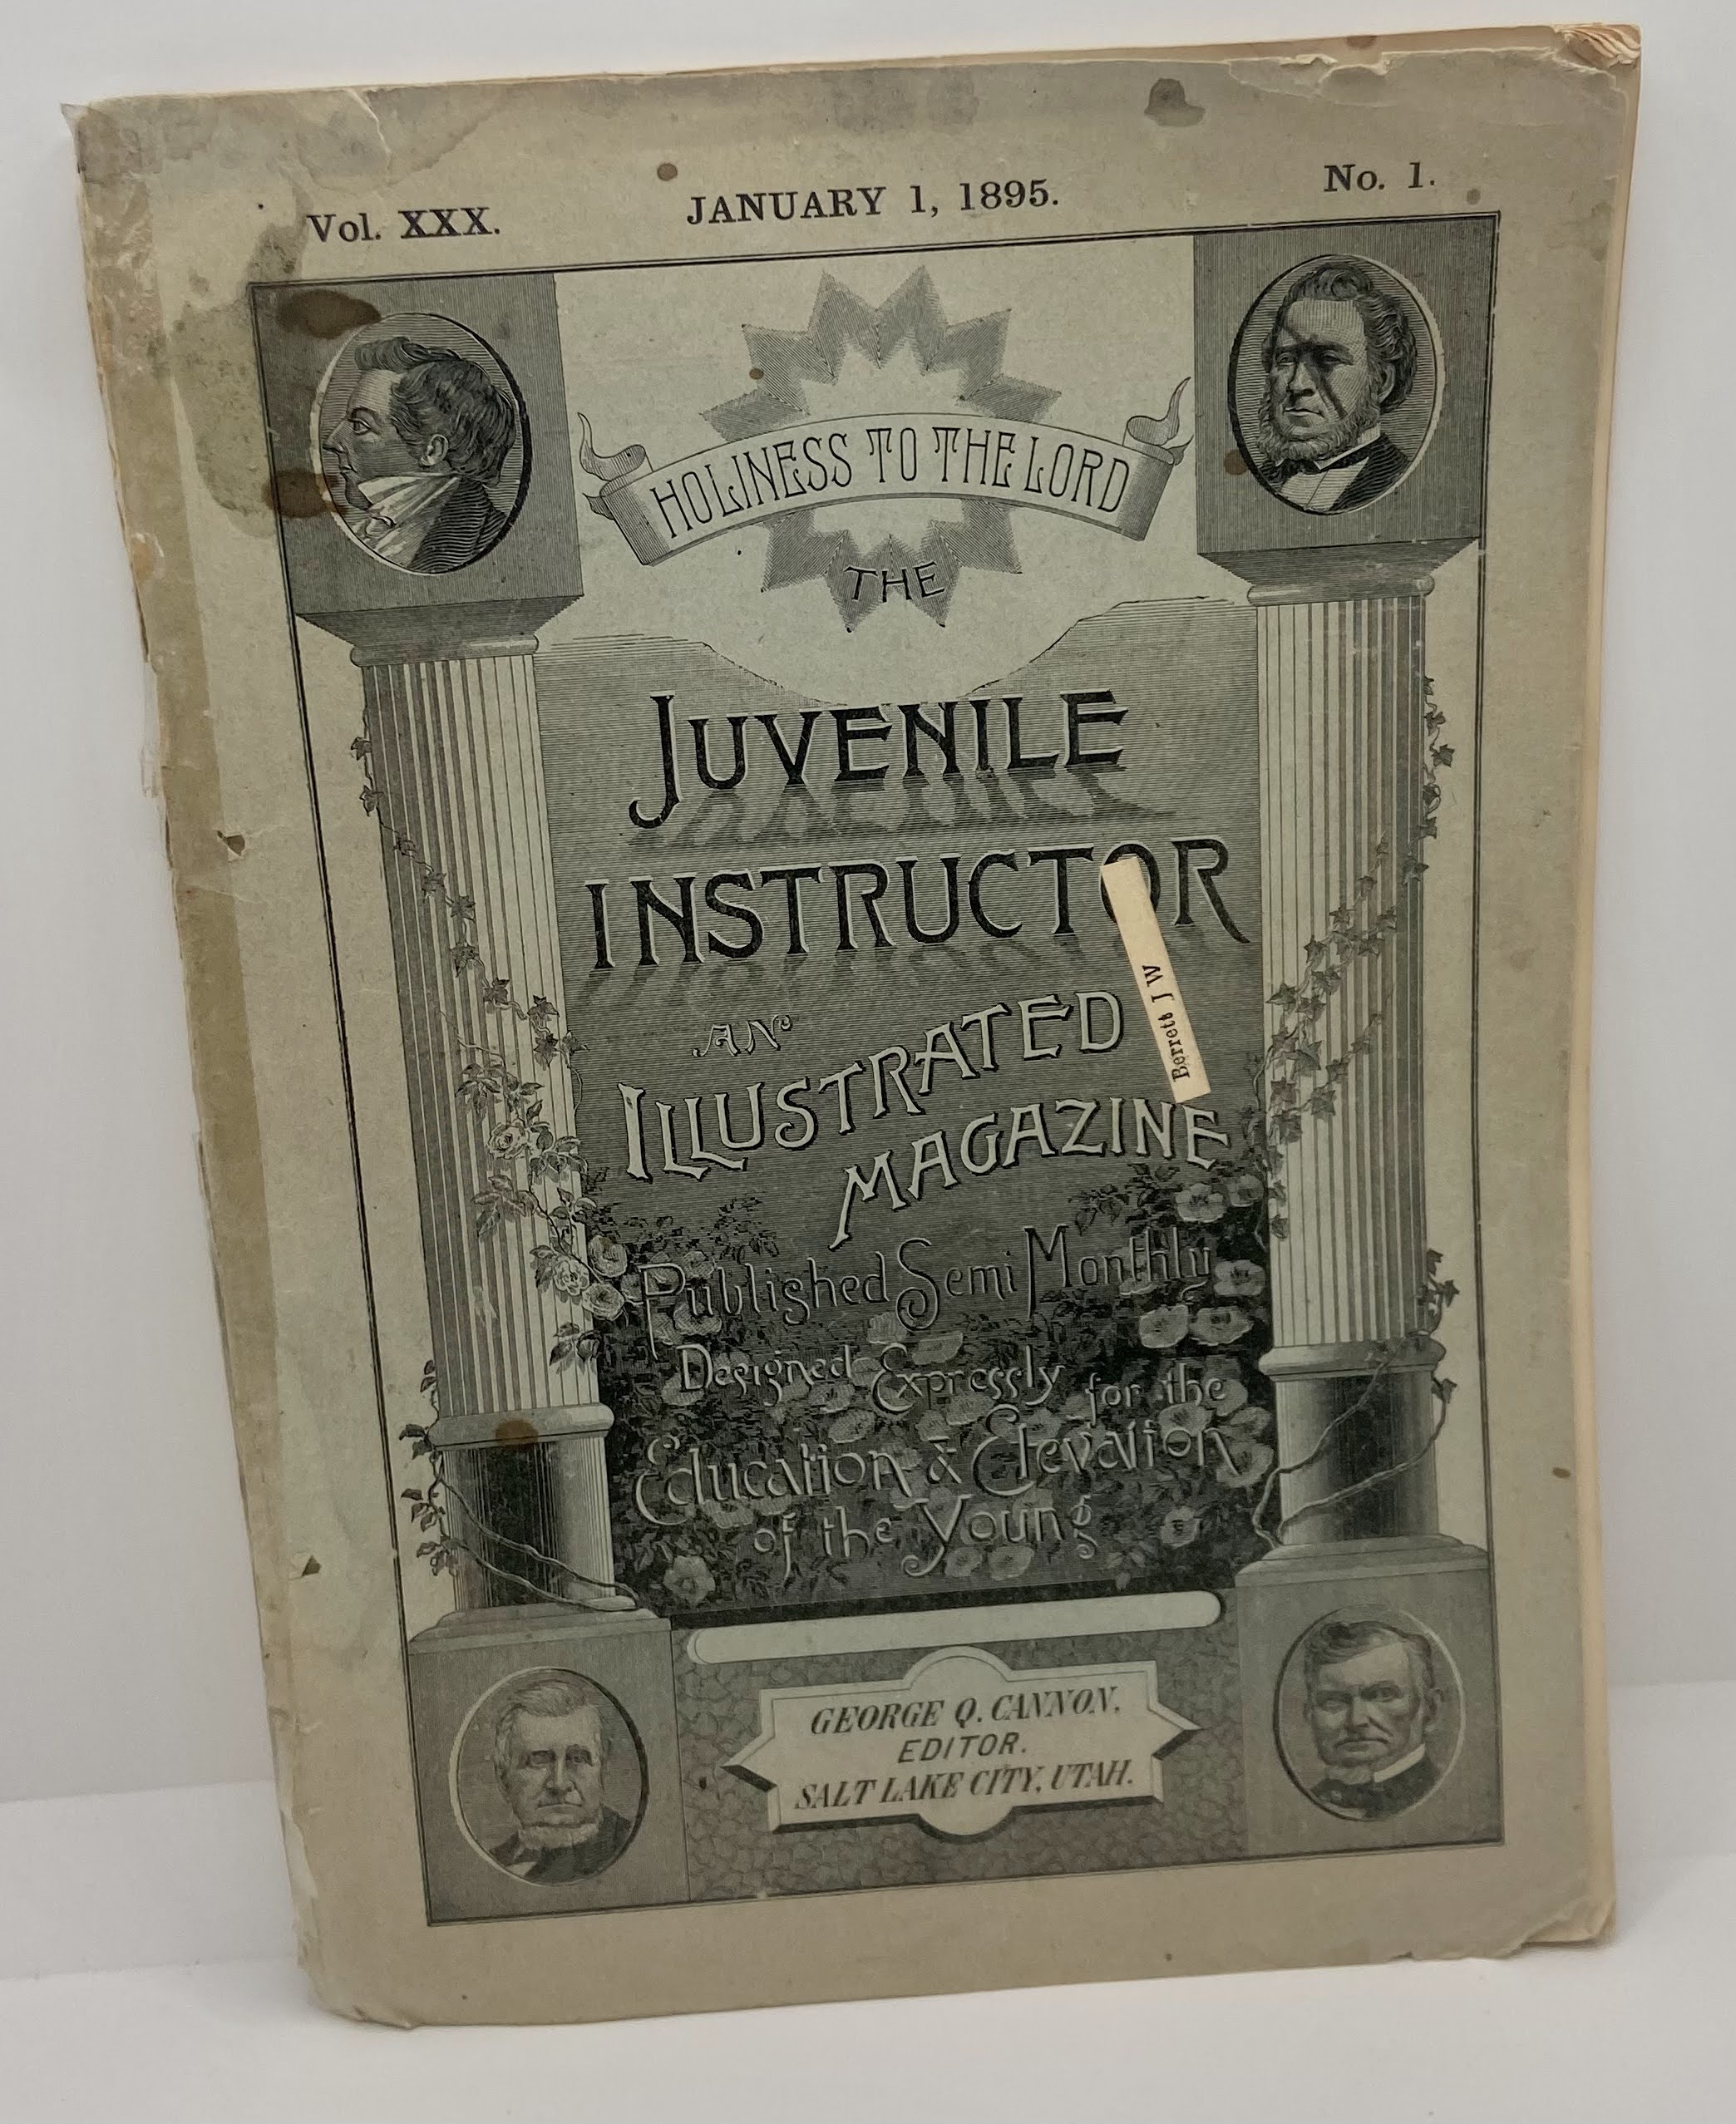 Vol. XXX. JANUARY 1, 1895. No. 1.
HOLINESS TO THE LORD
THE
JUVENILE
INSTRUCTOR
AN
ILLUSTRATED
MAGAZINE
Published Semi Monthly
Designed Expressly for the
Education & Elevation
of the Young
GEORGE Q. CANNON,
EDITOR.
SALT LAKE CITY, UTAH.
Berrett J W